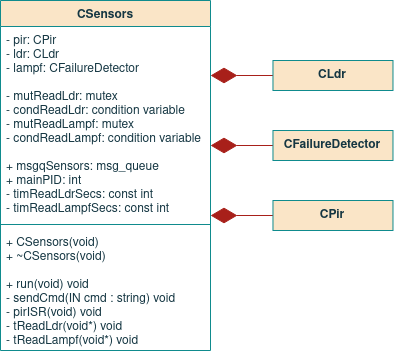 CSensors
- pir: CPir
- ldr: CLdr
- lampf: CFailureDetector
- mutReadLdr: mutex
- condReadLdr: condition variable
- mutReadLampf: mutex
- condReadLampf: condition variable
+ msgqSensors: msg_queue
+ mainPID: int
- timReadLdrSecs: const int
- timReadLampfSecs: const int
+ CSensors(void)
+ ~CSensors(void)
+ run(void) void
- sendCmd(IN cmd : string) void
- pirISR(void) void
- tReadLdr(void*) void
- tReadLampf(void*) void
CLdr
CFailureDetector
CPir